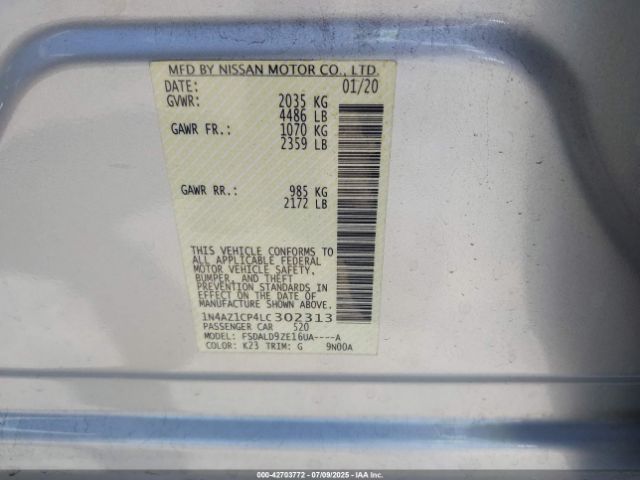 MFD BY NISSAN MOTOR CO., LTD.
DATE: 01/20
GVWR: 2035 KG
4486 LB
GAWR FR.: 1070 KG
2359 LB
GAWR RR.: 985 KG
2172 LB
THIS VEHICLE CONFORMS TO
ALL APPLICABLE FEDERAL
MOTOR VEHICLE SAFETY,
BUMPER, AND THEFT
PREVENTION STANDARDS IN
EFFECT ON THE DATE OF
MANUFACTURE SHOWN ABOVE.
1N4AZ1CP4LC302313
PASSENGER CAR 520
MODEL: FSDALD9ZE16UA----A
COLOR: K23 TRIM: G 9N00A
000-42703772 | 07/09/2025 | IAA, Inc.